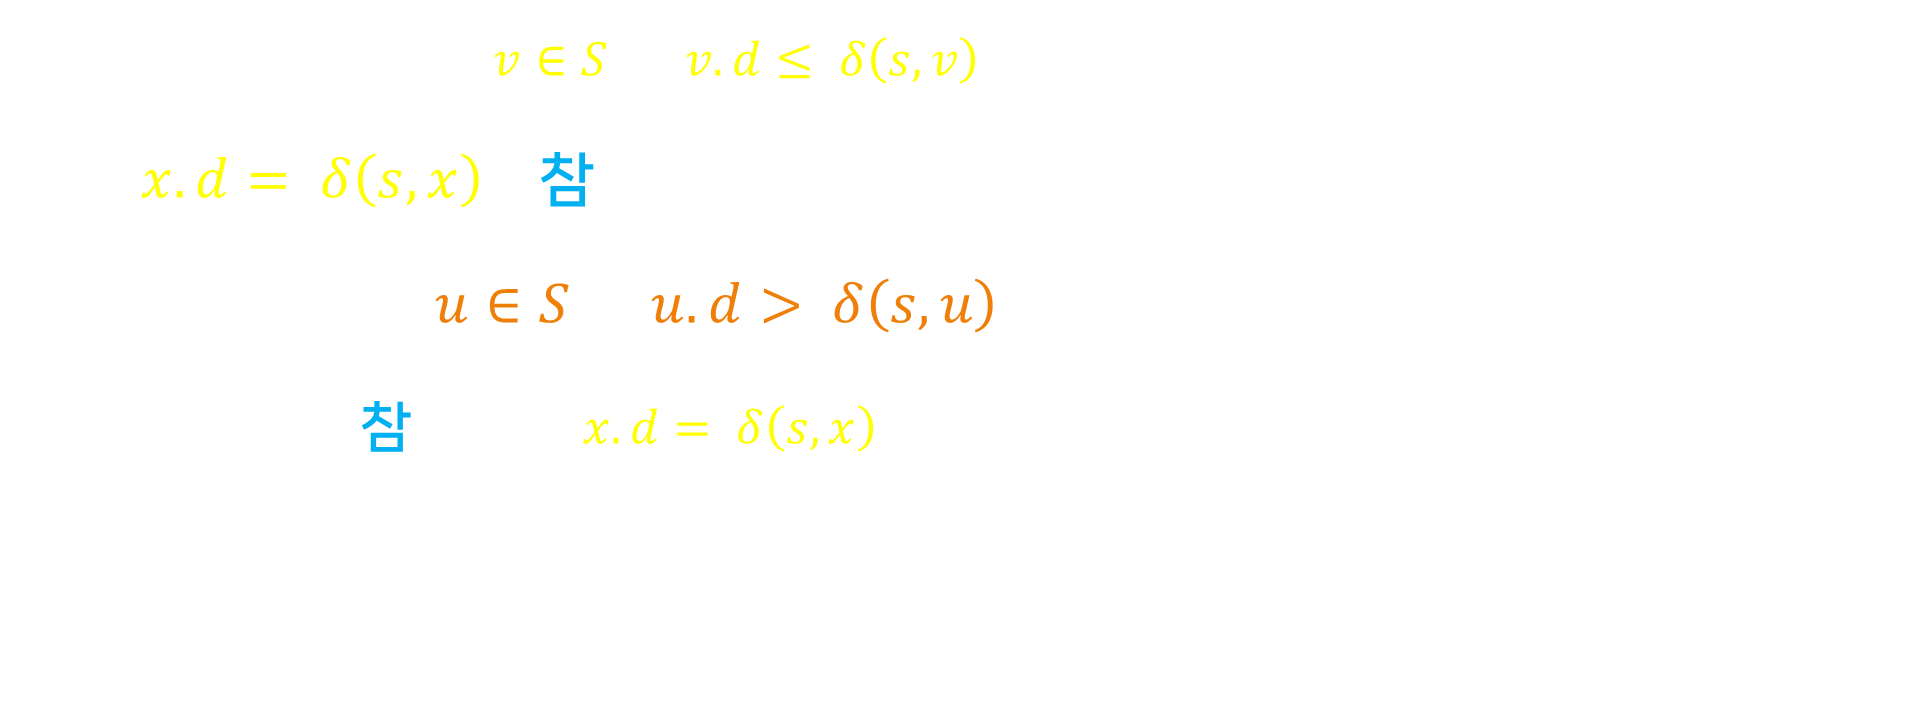 v ∈ S v.d ≤ δ(s,v)
x.d = δ(s,x) 참
u ∈ S u.d > δ(s,u)
참 x.d = δ(s,x)